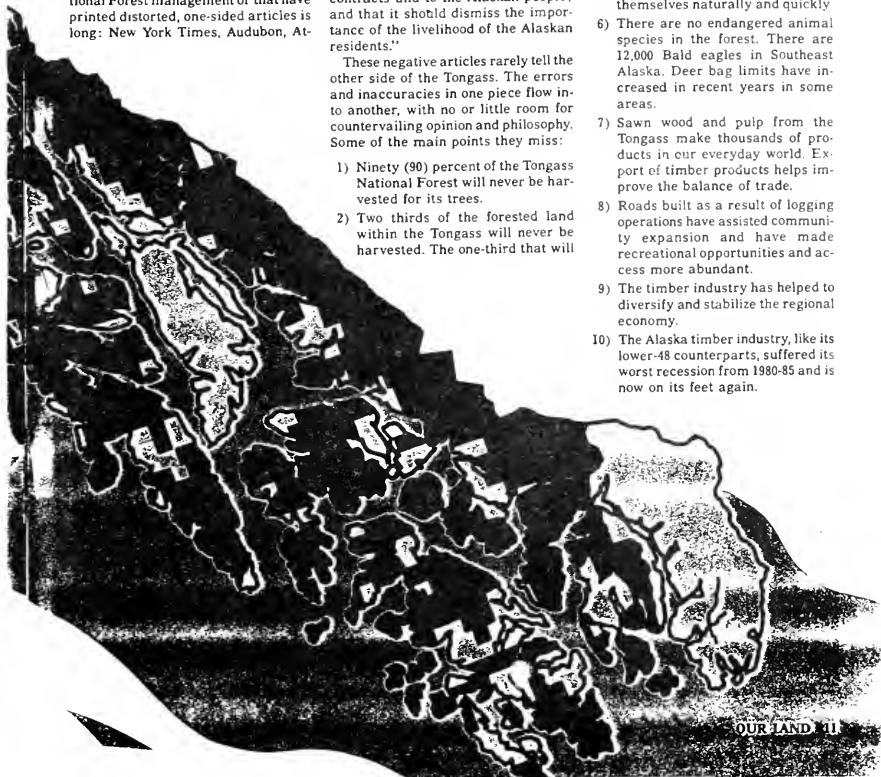 tional Forest management or that have
printed distorted, one-sided articles is
long: New York Times, Audubon, At-
contracts and to the Alaskan people,
and that it should dismiss the impor-
tance of the livelihood of the Alaskan
residents."
These negative articles rarely tell the
other side of the Tongass. The errors
and inaccuracies in one piece flow in-
to another, with no or little room for
countervailing opinion and philosophy.
Some of the main points they miss:
1) Ninety (90) percent of the Tongass
National Forest will never be har-
vested for its trees.
2) Two thirds of the forested land
within the Tongass will never be
harvested. The one-third that will
themselves naturally and quickly
6) There are no endangered animal
species in the forest. There are
12,000 Bald eagles in Southeast
Alaska. Deer bag limits have in-
creased in recent years in some
areas.
7) Sawn wood and pulp from the
Tongass make thousands of pro-
ducts in our everyday world. Ex-
port of timber products helps im-
prove the balance of trade.
8) Roads built as a result of logging
operations have assisted communi-
ty expansion and have made
recreational opportunities and ac-
cess more abundant.
9) The timber industry has helped to
diversify and stabilize the regional
economy.
10) The Alaska timber industry, like its
lower-48 counterparts, suffered its
worst recession from 1980-85 and is
now on its feet again.
OUR LAND 11